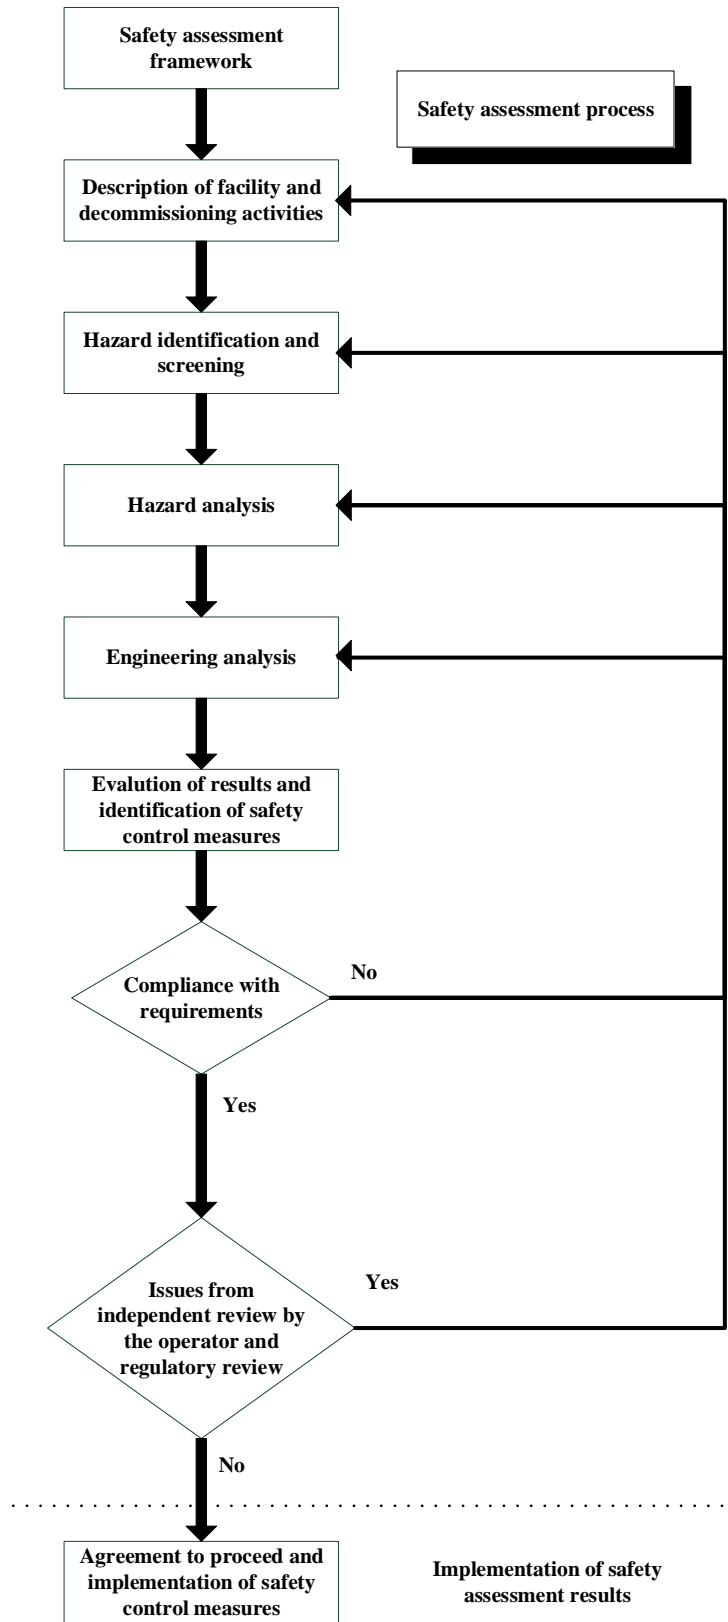 Safety assessment
framework
Safety assessment process
Description of facility and
decommissioning activities
Hazard identification and
screening
Hazard analysis
Engineering analysis
Evalution of results and
identification of safety
control measures
Compliance with
requirements
No
Yes
Issues from
independent review by
the operator and
regulatory review
Yes
No
Agreement to proceed and
implementation of safety
control measures
Implementation of safety
assessment results